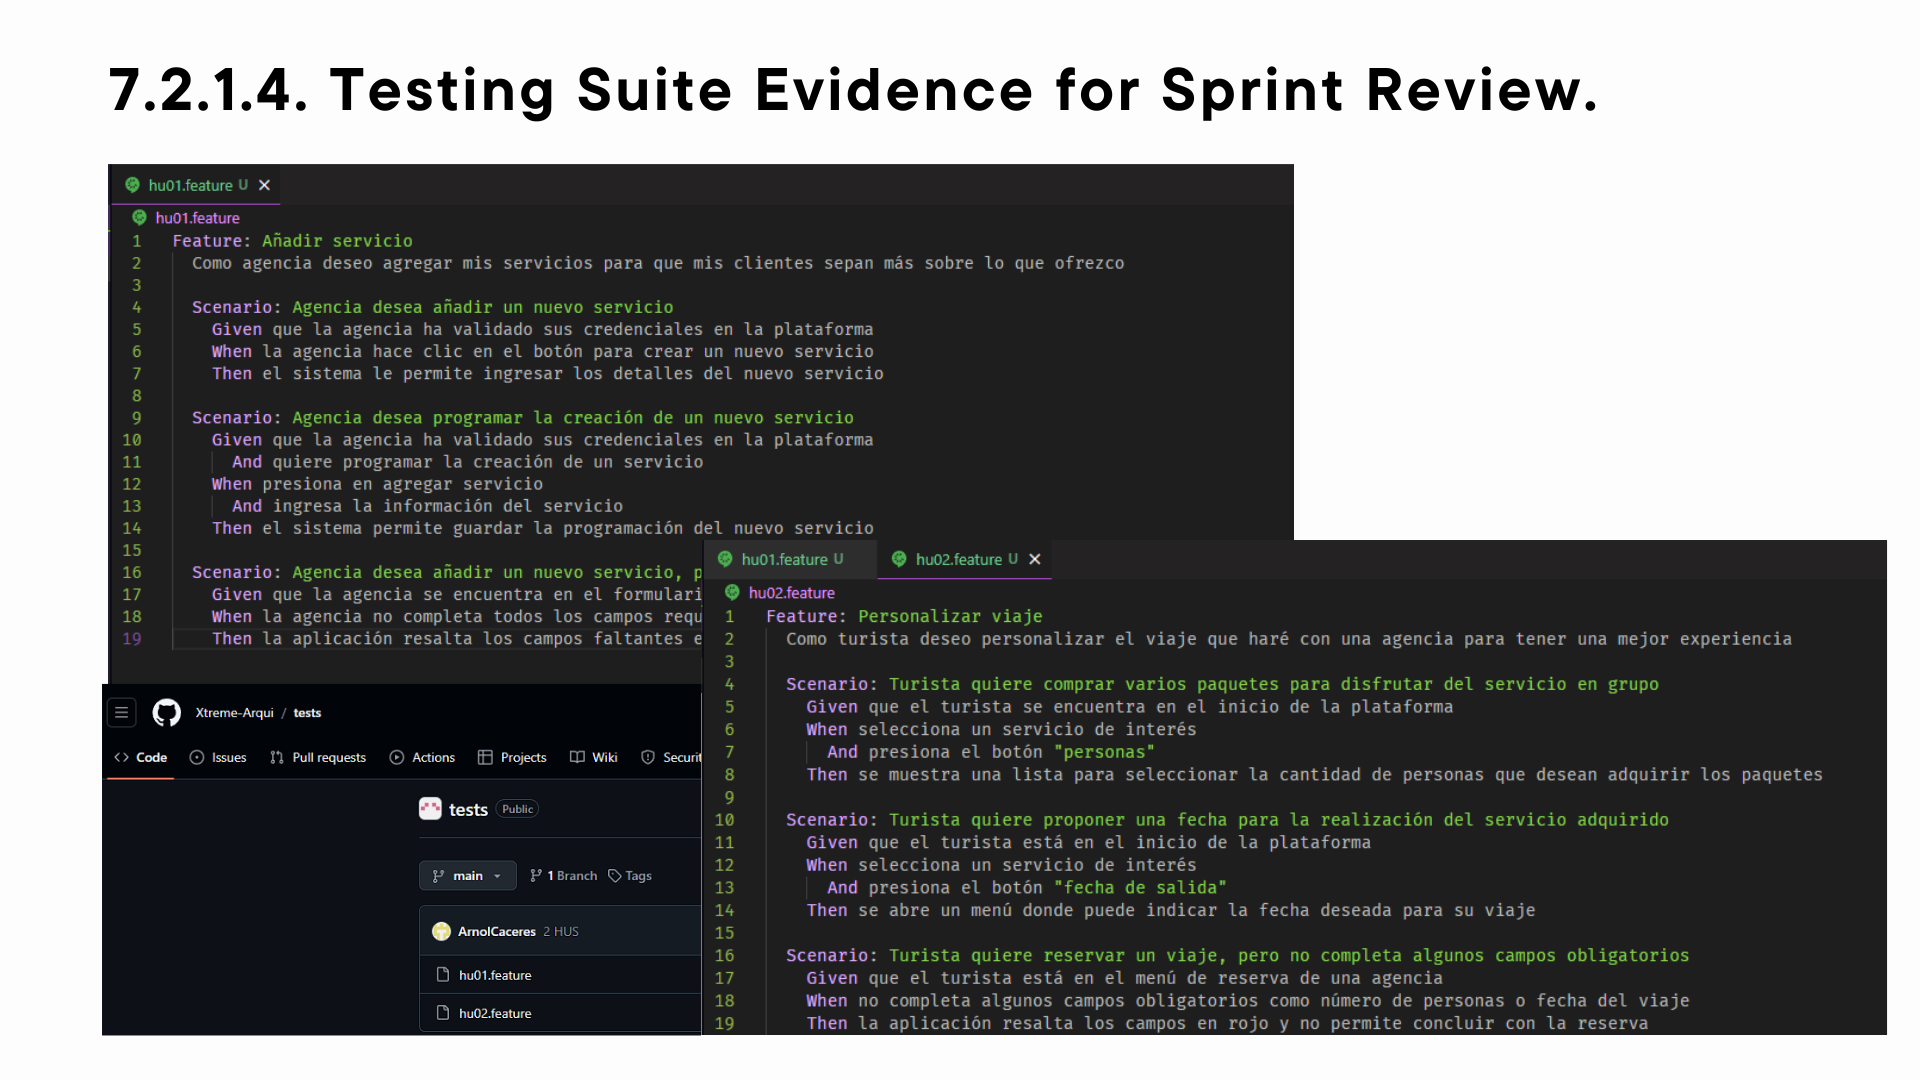 7.2.1.4. Testing Suite Evidence for Sprint Review.
hu01.feature U
hu01.feature
1 Feature: Añadir servicio
2 Como agencia deseo agregar mis servicios para que mis clientes sepan más sobre lo que ofrezco
3
4 Scenario: Agencia desea añadir un nuevo servicio
5 Given que la agencia ha validado sus credenciales en la plataforma
6 When la agencia hace clic en el botón para crear un nuevo servicio
7 Then el sistema le permite ingresar los detalles del nuevo servicio
8
9 Scenario: Agencia desea programar la creación de un nuevo servicio
10 Given que la agencia ha validado sus credenciales en la plataforma
11 And quiere programar la creación de un servicio
12 When presiona en agregar servicio
13 And ingresa la información del servicio
14 Then el sistema permite guardar la programación del nuevo servicio
15
16 Scenario: Agencia desea añadir un nuevo servicio, p
17 Given que la agencia se encuentra en el formulari
18 When la agencia no completa todos los campos requ
19 Then la aplicación resalta los campos faltantes e
Xtreme-Arqui / tests
Code Issues Pull requests Actions Projects Wiki Securit
tests Public
main 1 Branch Tags
ArnolCaceres 2 HUS
hu01.feature
hu02.feature
hu01.feature U hu02.feature U
hu02.feature
1 Feature: Personalizar viaje
2 Como turista deseo personalizar el viaje que haré con una agencia para tener una mejor experiencia
3
4 Scenario: Turista quiere comprar varios paquetes para disfrutar del servicio en grupo
5 Given que el turista se encuentra en el inicio de la plataforma
6 When selecciona un servicio de interés
7 And presiona el botón "personas"
8 Then se muestra una lista para seleccionar la cantidad de personas que desean adquirir los paquetes
9
10 Scenario: Turista quiere proponer una fecha para la realización del servicio adquirido
11 Given que el turista está en el inicio de la plataforma
12 When selecciona un servicio de interés
13 And presiona el botón "fecha de salida"
14 Then se abre un menú donde puede indicar la fecha deseada para su viaje
15
16 Scenario: Turista quiere reservar un viaje, pero no completa algunos campos obligatorios
17 Given que el turista está en el menú de reserva de una agencia
18 When no completa algunos campos obligatorios como número de personas o fecha del viaje
19 Then la aplicación resalta los campos en rojo y no permite concluir con la reserva